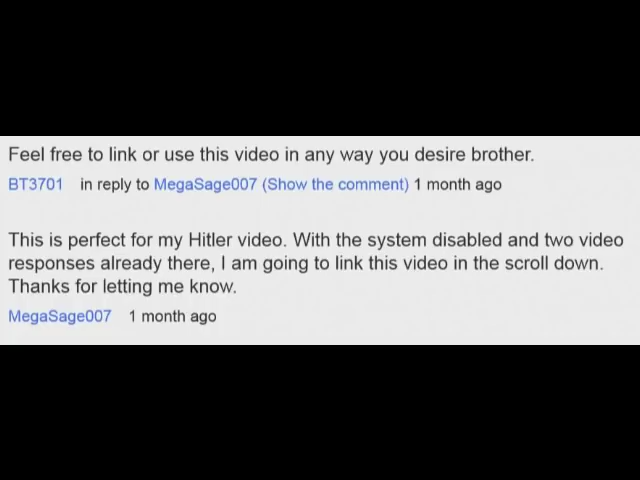 Feel free to link or use this video in any way you desire brother.
BT3701 in reply to MegaSage007 (Show the comment) 1 month ago
This is perfect for my Hitler video. With the system disabled and two video
responses already there, I am going to link this video in the scroll down.
Thanks for letting me know.
MegaSage007 1 month ago